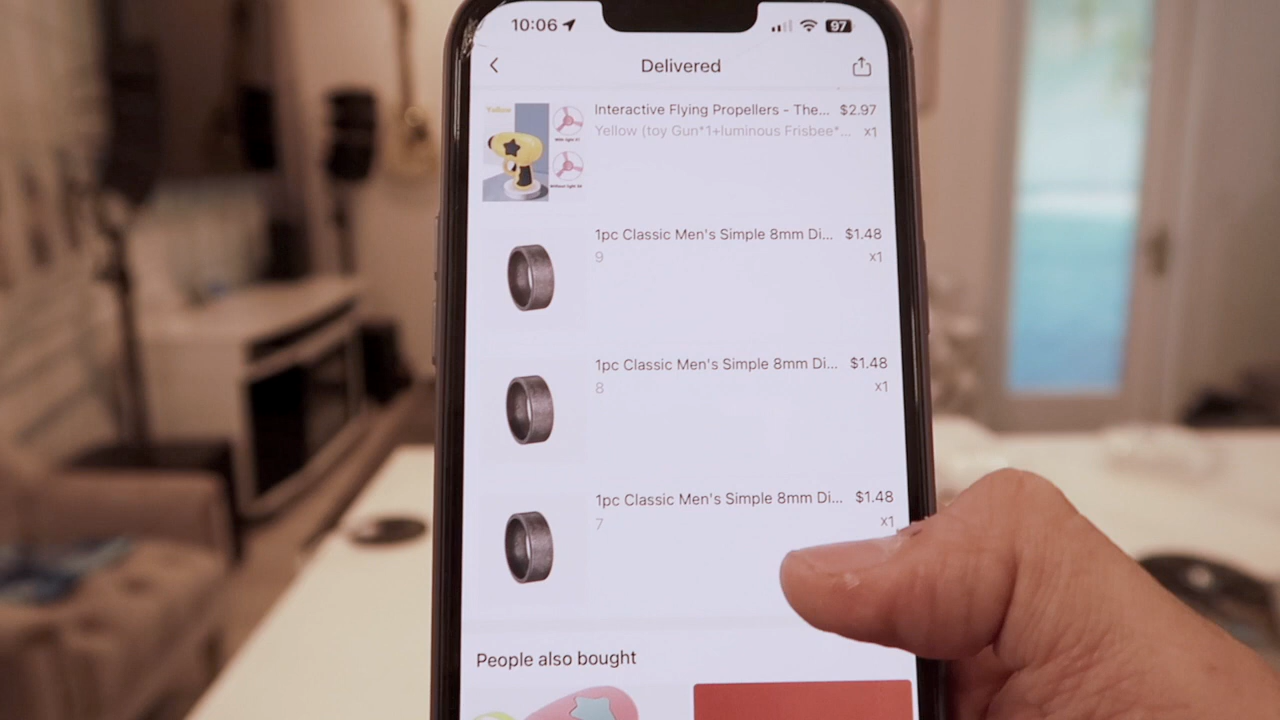 10:06
97
Delivered
Yellow
Interactive Flying Propellers - The... $2.97
Yellow (toy Gun*1+luminous Frisbee*... x1
1pc Classic Men's Simple 8mm Di... $1.48
9 x1
1pc Classic Men's Simple 8mm Di... $1.48
8 x1
1pc Classic Men's Simple 8mm Di... $1.48
7 x1
People also bought